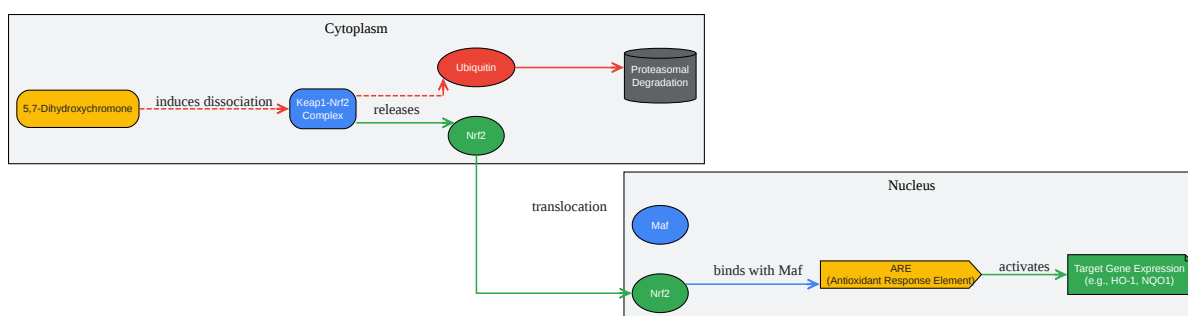 Cytoplasm
5,7-Dihydroxychromone
induces dissociation
Keap1-Nrf2
Complex
releases
Ubiquitin
Nrf2
Proteasomal
Degradation
translocation
Nucleus
Maf
Nrf2
binds with Maf
ARE
(Antioxidant Response Element)
activates
Target Gene Expression
(e.g., HO-1, NQO1)